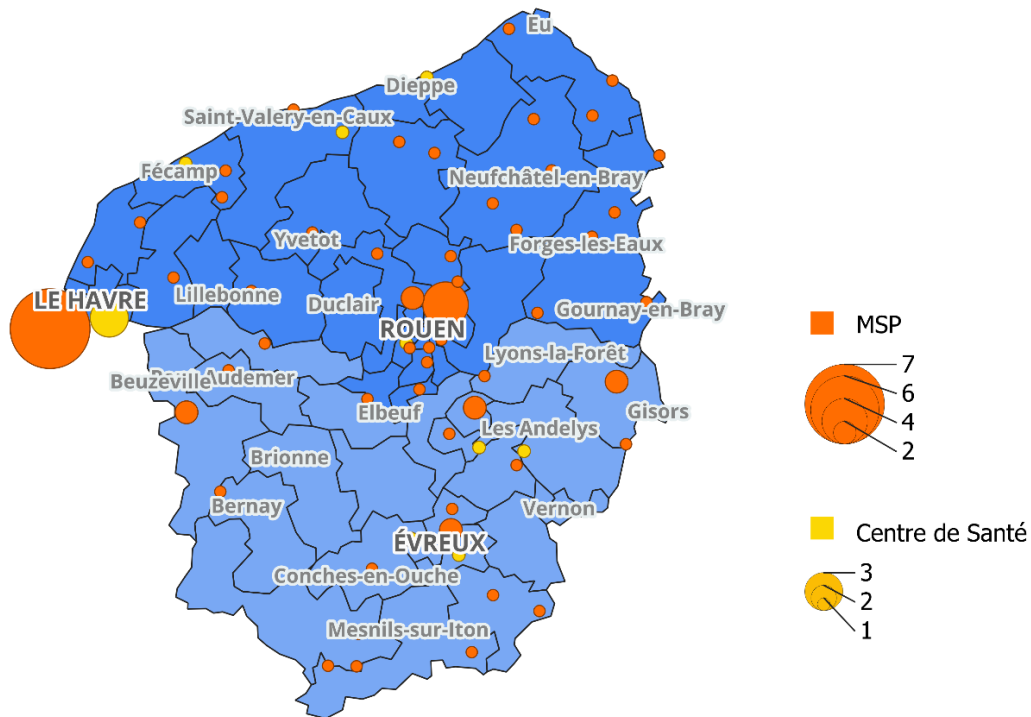 Eu
Dieppe
Saint-Valery-en-Caux
Fécamp
Neufchâtel-en-Bray
Yvetot
Forges-les-Eaux
LE HAVRE
Lillebonne
Duclair
Gournay-en-Bray
ROUEN
Lyons-la-Forêt
Pont-Audemer
Beuzeville
Elbeuf
Gisors
Les Andelys
Brionne
Bernay
Vernon
ÉVREUX
Conches-en-Ouche
Mesnils-sur-Iton
MSP
7
6
4
2
Centre de Santé
3
2
1